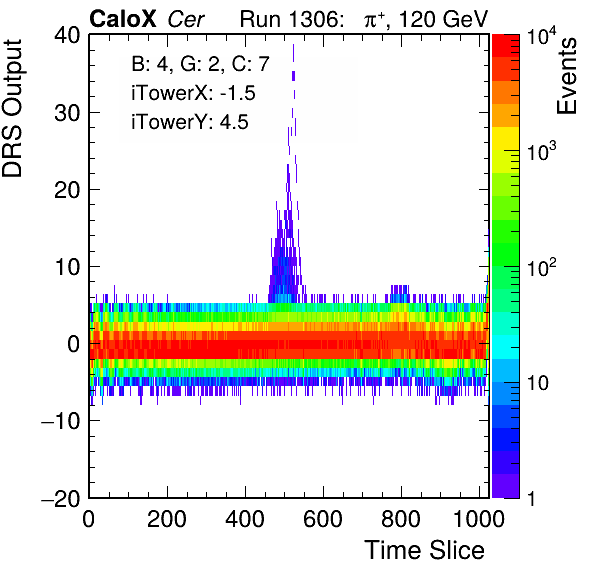 CaloX Cer Run 1306: π⁺, 120 GeV
B: 4, G: 2, C: 7
iTowerX: -1.5
iTowerY: 4.5
DRS Output
40
30
20
10
0
−10
−20
0 200 400 600 800 1000
Time Slice
Events
10⁴
10³
10²
10
1